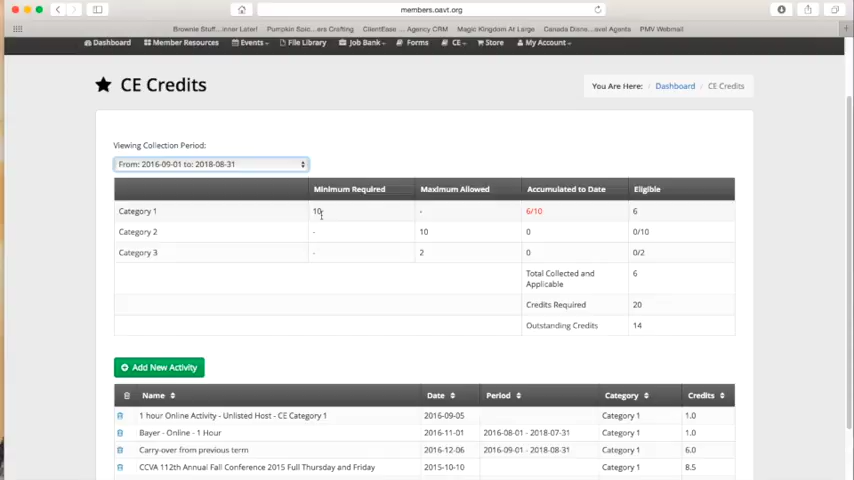 members.oavt.org
Brownie Stuff...inner Later! Pumpkin Spic...ers Crafting ClientEase ... Agency CRM Magic Kingdom At Large Canada Disne...avel Agents PMV Webmail
Dashboard Member Resources Events File Library Job Bank Forms CE Store My Account
CE Credits
You Are Here: Dashboard / CE Credits
Viewing Collection Period:
From: 2016-09-01 to: 2018-08-31
Minimum Required Maximum Allowed Accumulated to Date Eligible
Category 1 10 - 6/10 6
Category 2 - 10 0 0/10
Category 3 - 2 0 0/2
Total Collected and Applicable 6
Credits Required 20
Outstanding Credits 14
Add New Activity
Name Date Period Category Credits
1 hour Online Activity - Unlisted Host - CE Category 1 2016-09-05 Category 1 1.0
Bayer - Online - 1 Hour 2016-11-01 2016-08-01 - 2018-07-31 Category 1 1.0
Carry-over from previous term 2016-12-06 2016-09-01 - 2018-08-31 Category 1 6.0
CCVA 112th Annual Fall Conference 2015 Full Thursday and Friday 2015-10-10 Category 1 8.5